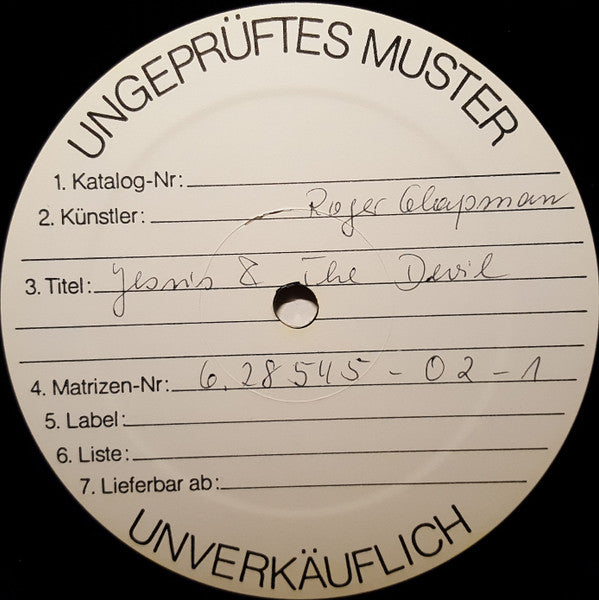 UNGEPRÜFTES MUSTER
1. Katalog-Nr:
2. Künstler: Roger Chapman
3. Titel: Jesus & The Devil
4. Matrizen-Nr: 6.28545-02-1
5. Label:
6. Liste:
7. Lieferbar ab:
UNVERKÄUFLICH